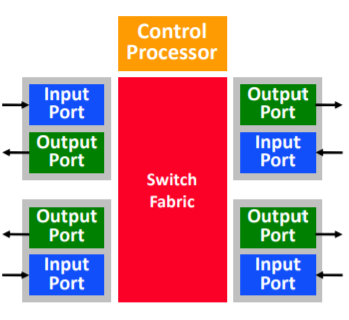 Control
Processor
Input
Port
Output
Port
Output
Port
Input
Port
Switch
Fabric
Output
Port
Input
Port
Output
Port
Input
Port